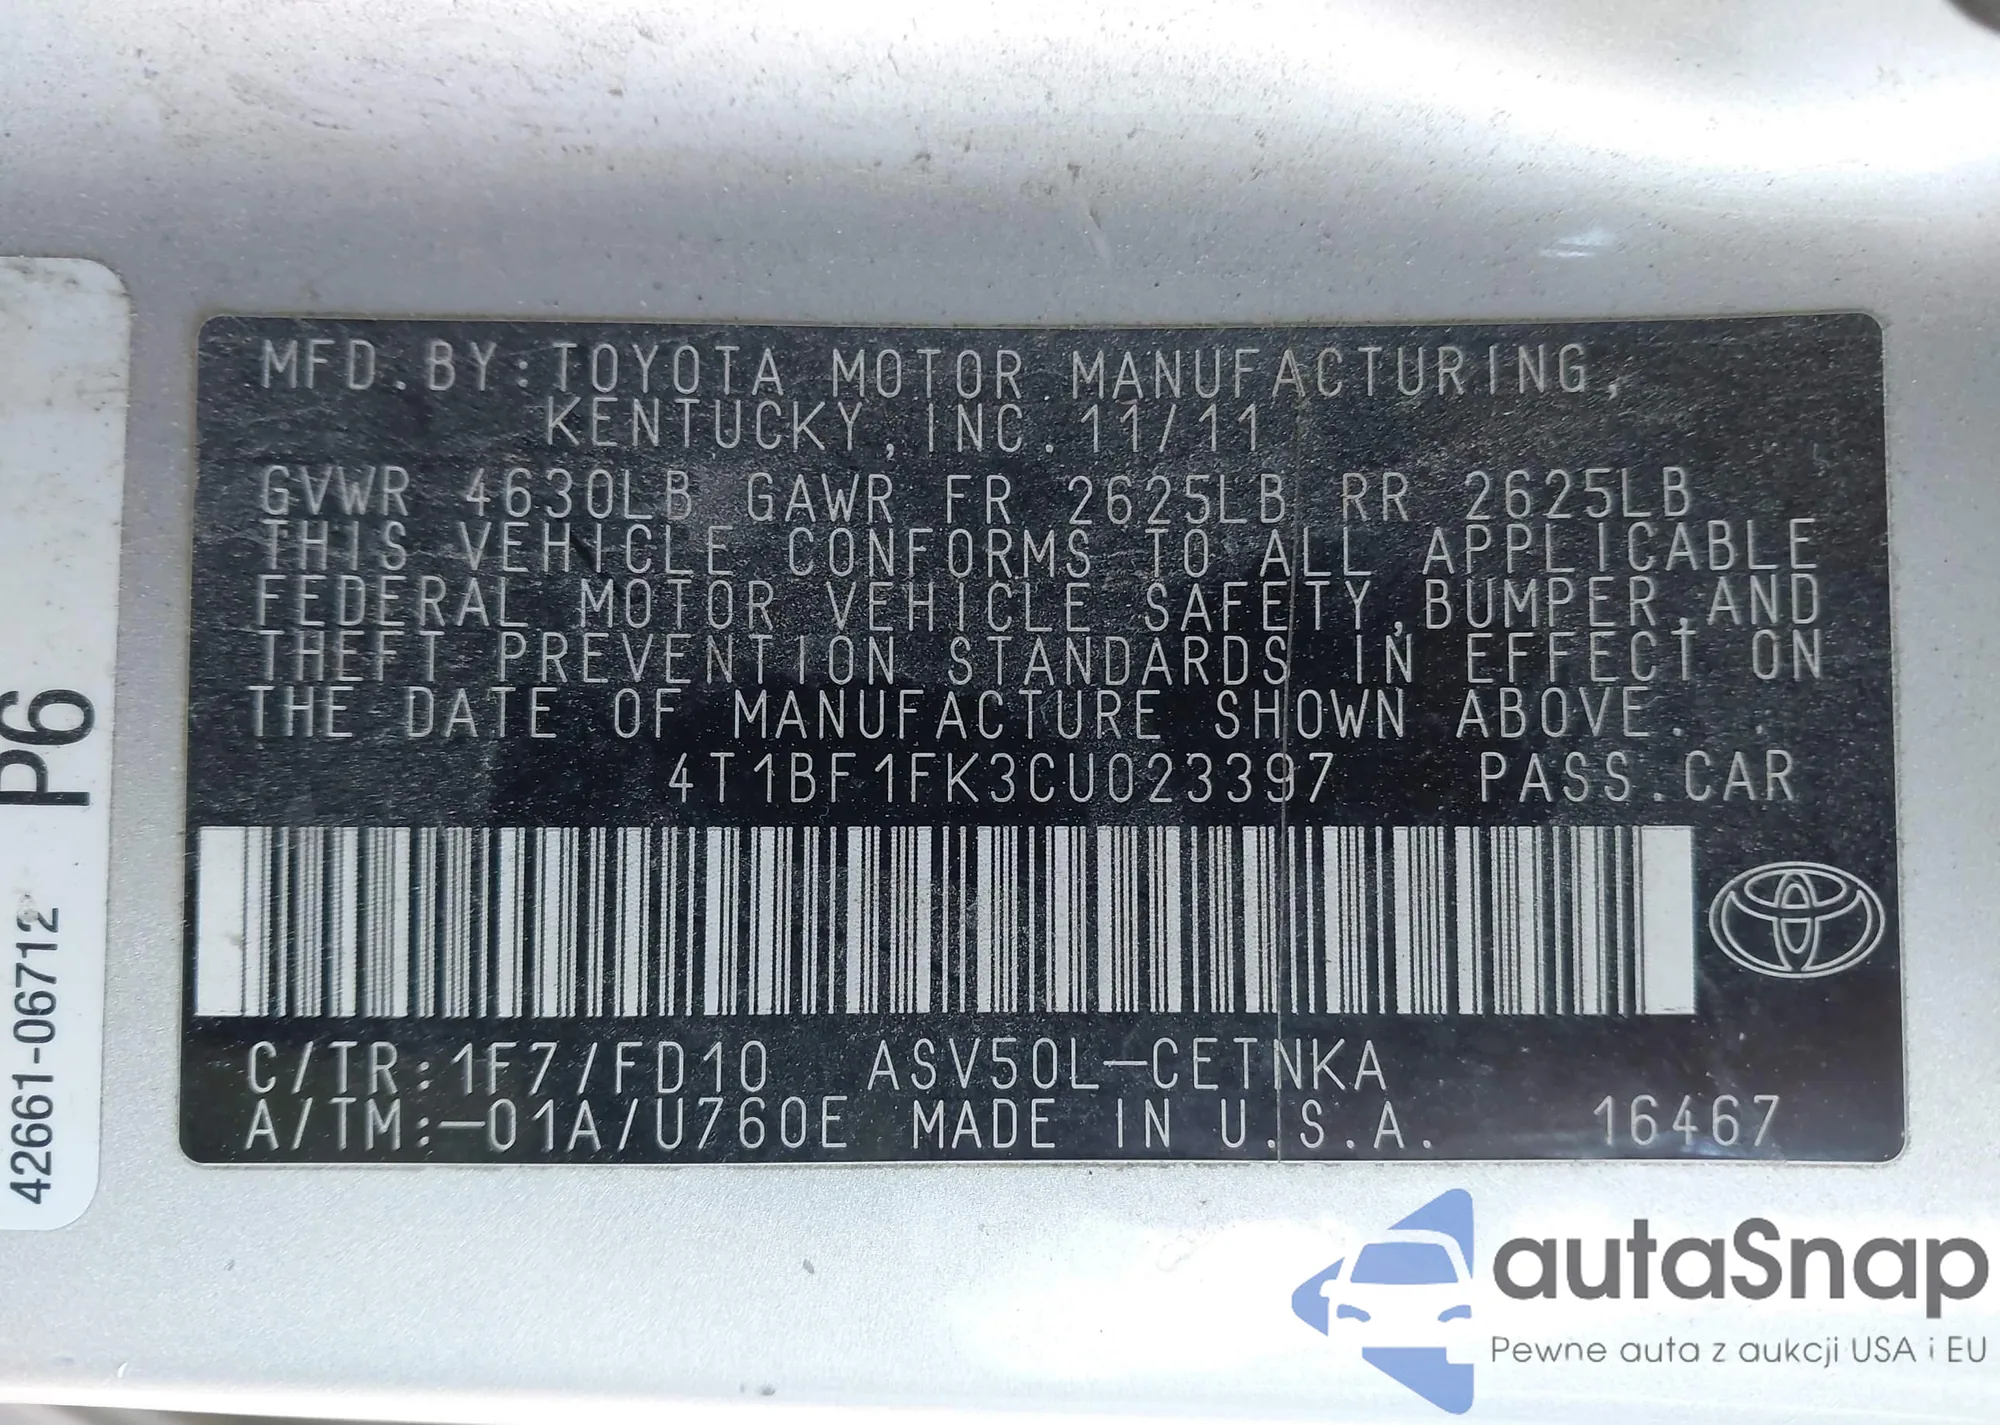 MFD.BY:TOYOTA MOTOR MANUFACTURING,
KENTUCKY,INC.11/11
GVWR 4630LB GAWR FR 2625LB RR 2625LB
THIS VEHICLE CONFORMS TO ALL APPLICABLE
FEDERAL MOTOR VEHICLE SAFETY,BUMPER,AND
THEFT PREVENTION STANDARDS IN EFFECT ON
THE DATE OF MANUFACTURE SHOWN ABOVE.
4T1BF1FK3CU023397 PASS.CAR
C/TR:1F7/FD10 ASV50L-CETNKA
A/TM:-01A/U760E MADE IN U.S.A. 16467
P6
42661-06712
autaSnap
Pewne auta z aukcji USA i EU